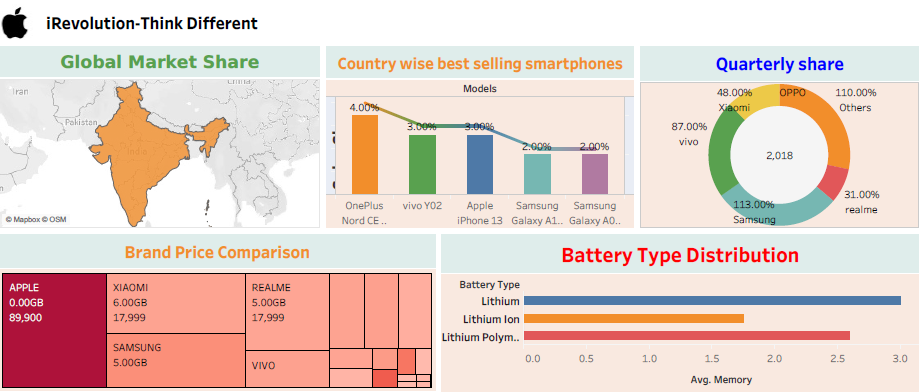 iRevolution-Think Different
Global Market Share
Iran
China
Pakistan
India
© Mapbox © OSM
Country wise best selling smartphones
Models
4.00%
3.00%
3.00%
2.00%
2.00%
OnePlus
Nord CE ..
vivo Y02
Apple
iPhone 13
Samsung
Galaxy A1..
Samsung
Galaxy A0..
Quarterly share
48.00%
Xiaomi
OPPO
110.00%
Others
87.00%
vivo
2,018
31.00%
realme
113.00%
Samsung
Brand Price Comparison
APPLE
0.00GB
89,900
XIAOMI
6.00GB
17,999
REALME
5.00GB
17,999
SAMSUNG
5.00GB
VIVO
Battery Type Distribution
Battery Type
Lithium
Lithium Ion
Lithium Polym..
0.0
0.5
1.0
1.5
2.0
2.5
3.0
Avg. Memory